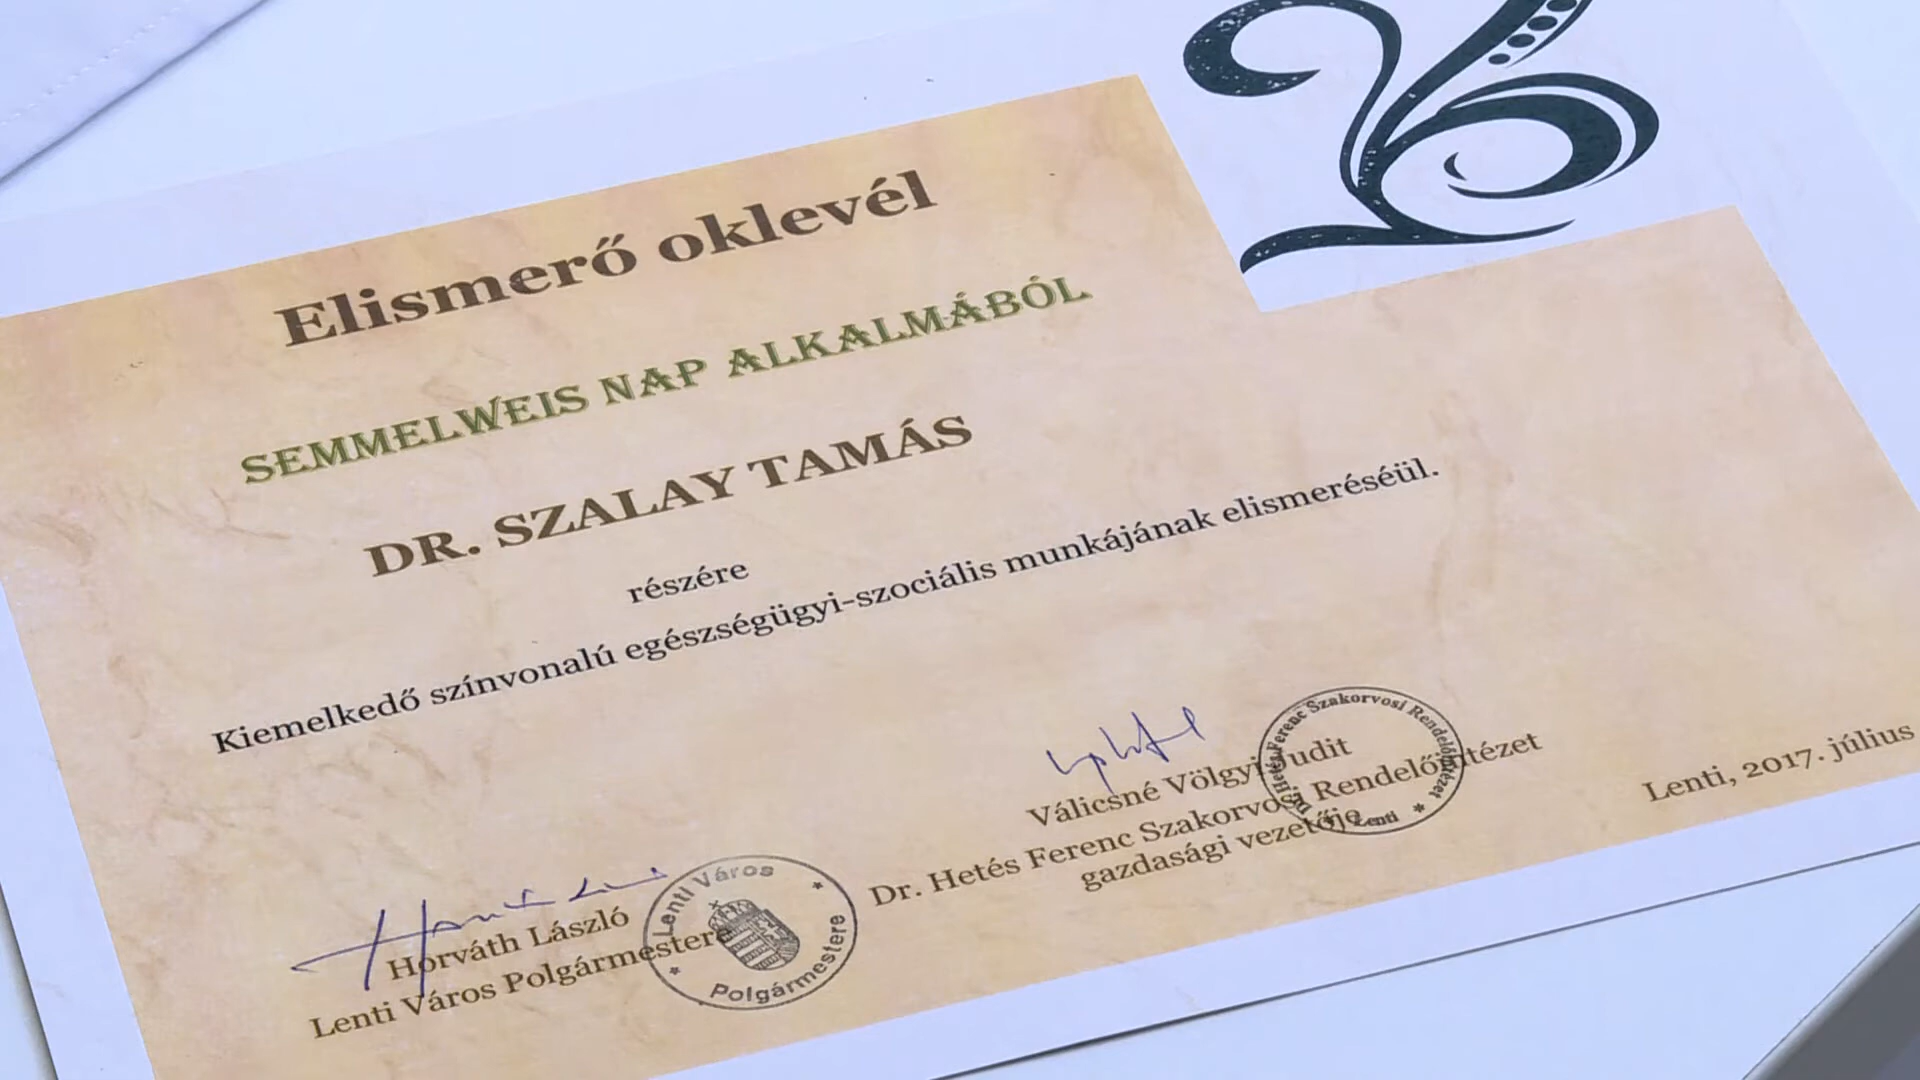 Elismerő oklevél
SEMMELWEIS NAP ALKALMÁBÓL
DR. SZALAY TAMÁS
részére
Kiemelkedő színvonalú egészségügyi-szociális munkájának elismeréséül.
Horváth László
Lenti Város Polgármestere
Lenti Város
Polgármestere
Válicsné Völgyi Judit
Dr. Hetés Ferenc Szakorvosi Rendelőintézet
gazdasági vezetője
Dr. Hetés Ferenc Szakorvosi Rendelőintézet
Lenti
Lenti, 2017. július